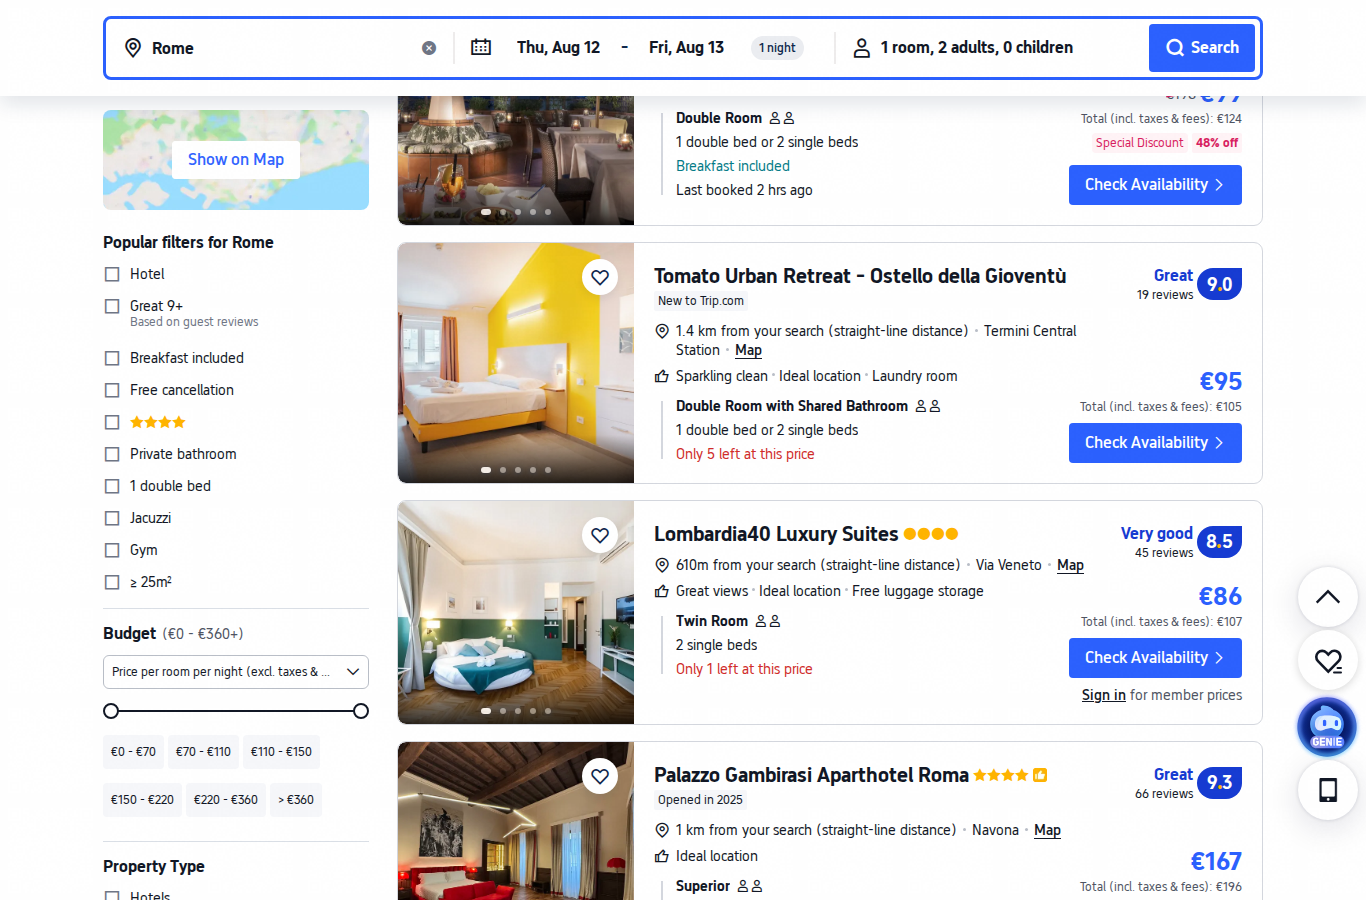 Rome
Thu, Aug 12 - Fri, Aug 13 1 night
1 room, 2 adults, 0 children
Search
Show on Map
Popular filters for Rome
Hotel
Great 9+
Based on guest reviews
Breakfast included
Free cancellation
Private bathroom
1 double bed
Jacuzzi
Gym
≥ 25m²
Budget (€0 - €360+)
Price per room per night (excl. taxes & ...
€0 - €70 €70 - €110 €110 - €150
€150 - €220 €220 - €360 > €360
Property Type
Hotels
Double Room
1 double bed or 2 single beds
Breakfast included
Last booked 2 hrs ago
Total (incl. taxes & fees): €124
Special Discount 48% off
Check Availability
Tomato Urban Retreat - Ostello della Gioventù
New to Trip.com
Great 9.0
19 reviews
1.4 km from your search (straight-line distance) · Termini Central
Station · Map
Sparkling clean · Ideal location · Laundry room
Double Room with Shared Bathroom
1 double bed or 2 single beds
Only 5 left at this price
€95
Total (incl. taxes & fees): €105
Check Availability
Lombardia40 Luxury Suites
Very good 8.5
45 reviews
610m from your search (straight-line distance) · Via Veneto · Map
Great views · Ideal location · Free luggage storage
Twin Room
2 single beds
Only 1 left at this price
€86
Total (incl. taxes & fees): €107
Check Availability
Sign in for member prices
Palazzo Gambirasi Aparthotel Roma
Opened in 2025
Great 9.3
66 reviews
1 km from your search (straight-line distance) · Navona · Map
Ideal location
Superior
€167
Total (incl. taxes & fees): €196
GENIE